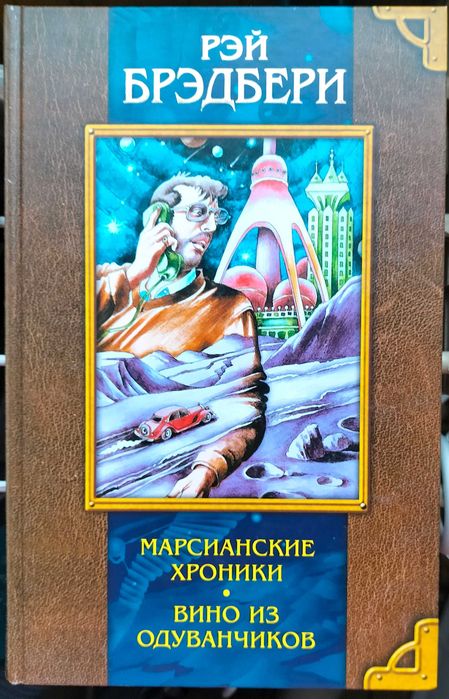 РЭЙ
БРЭДБЕРИ
МАРСИАНСКИЕ
ХРОНИКИ
•
ВИНО ИЗ
ОДУВАНЧИКОВ